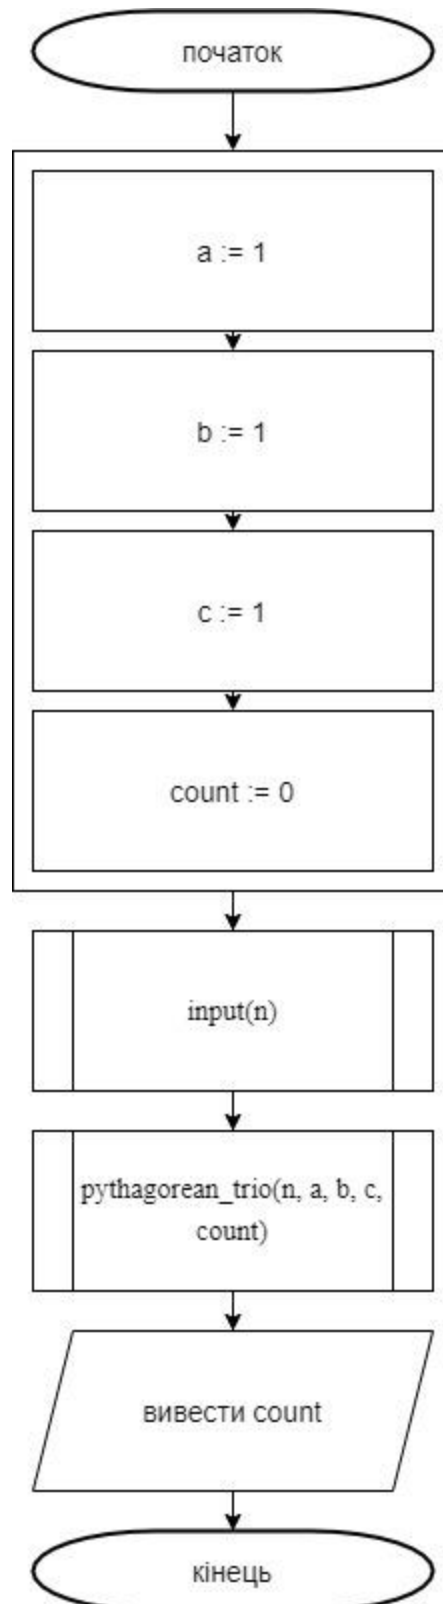 початок
a := 1
b := 1
c := 1
count := 0
input(n)
pythagorean_trio(n, a, b, c,
count)
вивести count
кінець